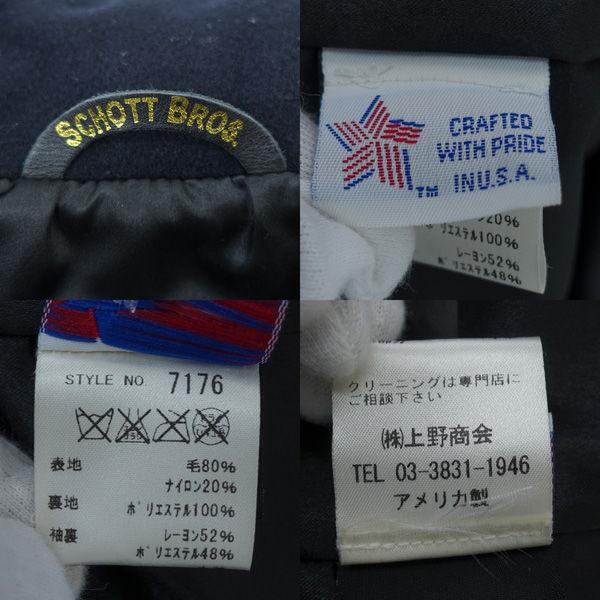 SCHOTT BROS.
CRAFTED
WITH PRIDE
TM IN U.S.A.
20%
ポリエステル100%
レーヨン52%
ポリエステル48%
STYLE NO. 7176
表地 毛80%
ナイロン20%
裏地 ポリエステル100%
袖裏 レーヨン52%
ポリエステル48%
クリーニングは専門店に
ご相談下さい
㈱上野商会
TEL 03-3831-1946
アメリカ製